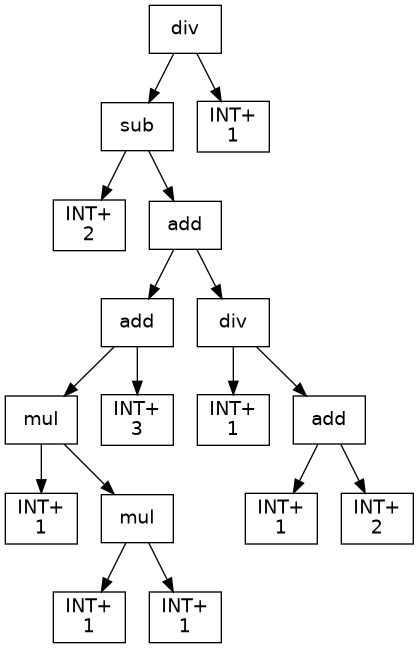 div
sub
INT+
1
INT+
2
add
add
div
mul
INT+
3
INT+
1
add
INT+
1
mul
INT+
1
INT+
2
INT+
1
INT+
1